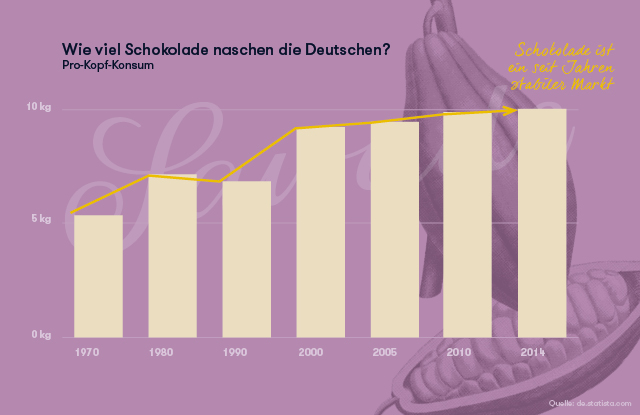 Wie viel Schokolade naschen die Deutschen?
Pro-Kopf-Konsum
Schokolade ist
ein seit Jahren
stabiler Markt
10 kg
5 kg
0 kg
1970 1980 1990 2000 2005 2010 2014
Quelle: de.statista.com